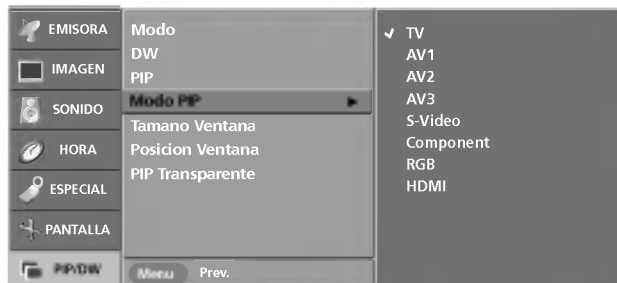 EMISORA
IMAGEN
SONIDO
HORA
ESPECIAL
PANTALLA
PIP/DW
Modo
DW
PIP
Modo PIP
Tamano Ventana
Posicion Ventana
PIP Transparente
Menu Prev.
TV
AV1
AV2
AV3
S-Video
Component
RGB
HDMI